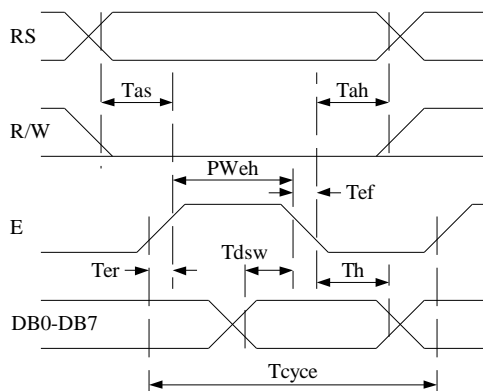 RS
Tas
Tah
R/W
PWeh
Tef
E
Tdsw
Ter
Th
DB0-DB7
Tcyce